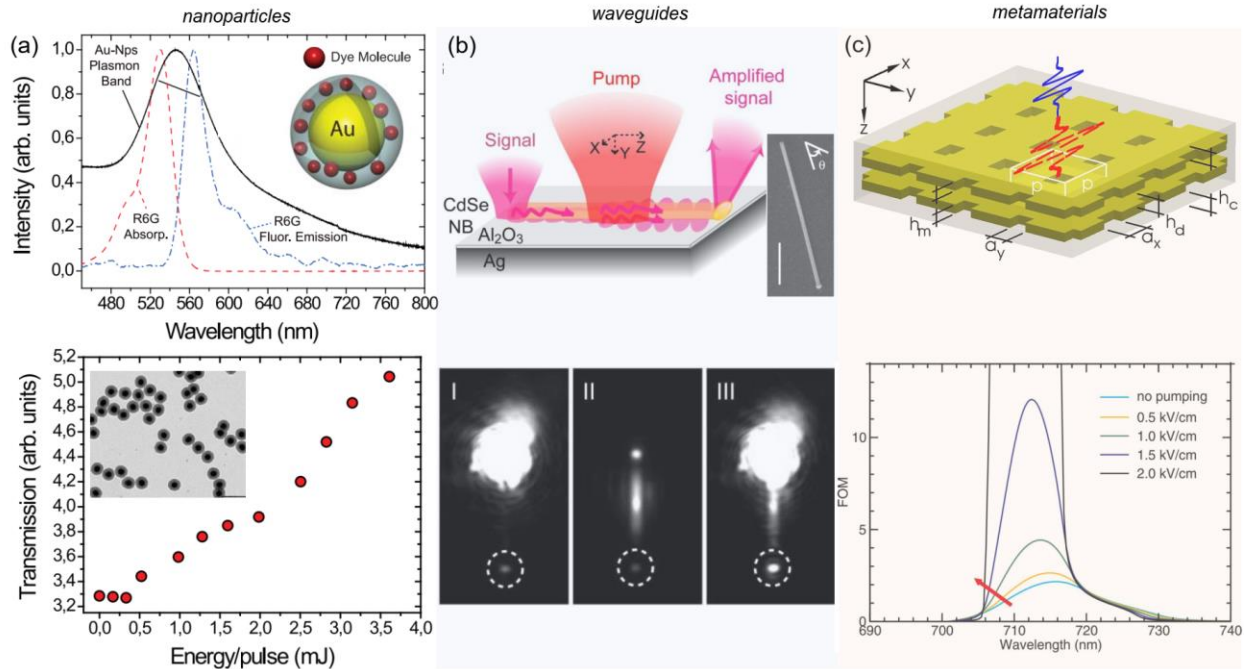 nanoparticles
waveguides
metamaterials
(a)
Au-Nps
Plasmon
Band
Dye Molecule
Au
R6G
Absorp.
R6G
Fluor. Emission
Intensity (arb. units)
1,0
0,8
0,6
0,4
0,2
0,0
480 520 560 600 640 680 720 760 800
Wavelength (nm)
Transmission (arb. units)
5,2
5,0
4,8
4,6
4,4
4,2
4,0
3,8
3,6
3,4
3,2
0,0 0,5 1,0 1,5 2,0 2,5 3,0 3,5 4,0
Energy/pulse (mJ)
(b)
Pump
Amplified
signal
Signal
X Y Z
θ
CdSe
NB
Al2O3
Ag
I
II
III
(c)
x
y
z
p
p
hm
ay
ax
hd
hc
no pumping
0.5 kV/cm
1.0 kV/cm
1.5 kV/cm
2.0 kV/cm
FOM
10
5
690 700 710 720 730 740
Wavelength (nm)